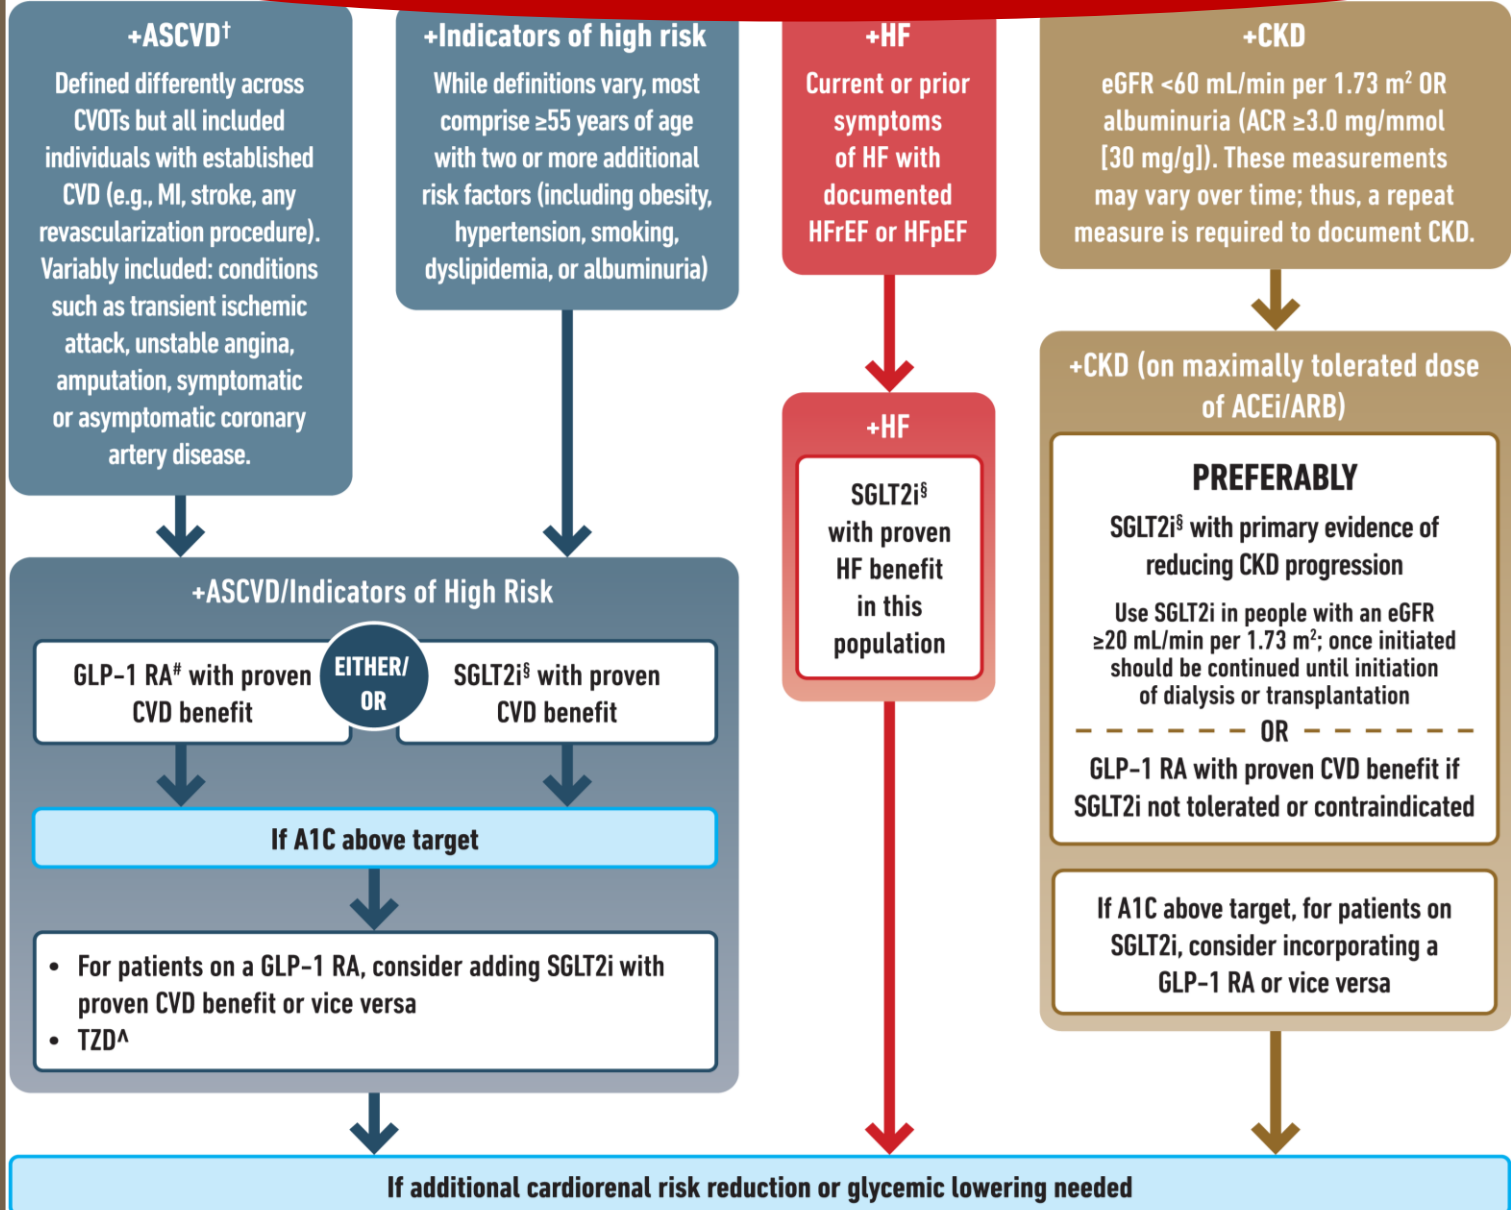 +ASCVD†
Defined differently across
CVOTs but all included
individuals with established
CVD (e.g., MI, stroke, any
revascularization procedure).
Variably included: conditions
such as transient ischemic
attack, unstable angina,
amputation, symptomatic
or asymptomatic coronary
artery disease.
+Indicators of high risk
While definitions vary, most
comprise ≥55 years of age
with two or more additional
risk factors (including obesity,
hypertension, smoking,
dyslipidemia, or albuminuria)
+HF
Current or prior
symptoms
of HF with
documented
HFrEF or HFpEF
+CKD
eGFR <60 mL/min per 1.73 m² OR
albuminuria (ACR ≥3.0 mg/mmol
[30 mg/g]). These measurements
may vary over time; thus, a repeat
measure is required to document CKD.
+ASCVD/Indicators of High Risk
GLP-1 RA# with proven
CVD benefit
EITHER/
OR
SGLT2i§ with proven
CVD benefit
If A1C above target
• For patients on a GLP-1 RA, consider adding SGLT2i with
proven CVD benefit or vice versa
• TZD^
+HF
SGLT2i§
with proven
HF benefit
in this
population
+CKD (on maximally tolerated dose
of ACEi/ARB)
PREFERABLY
SGLT2i§ with primary evidence of
reducing CKD progression
Use SGLT2i in people with an eGFR
≥20 mL/min per 1.73 m²; once initiated
should be continued until initiation
of dialysis or transplantation
OR
GLP-1 RA with proven CVD benefit if
SGLT2i not tolerated or contraindicated
If A1C above target, for patients on
SGLT2i, consider incorporating a
GLP-1 RA or vice versa
If additional cardiorenal risk reduction or glycemic lowering needed